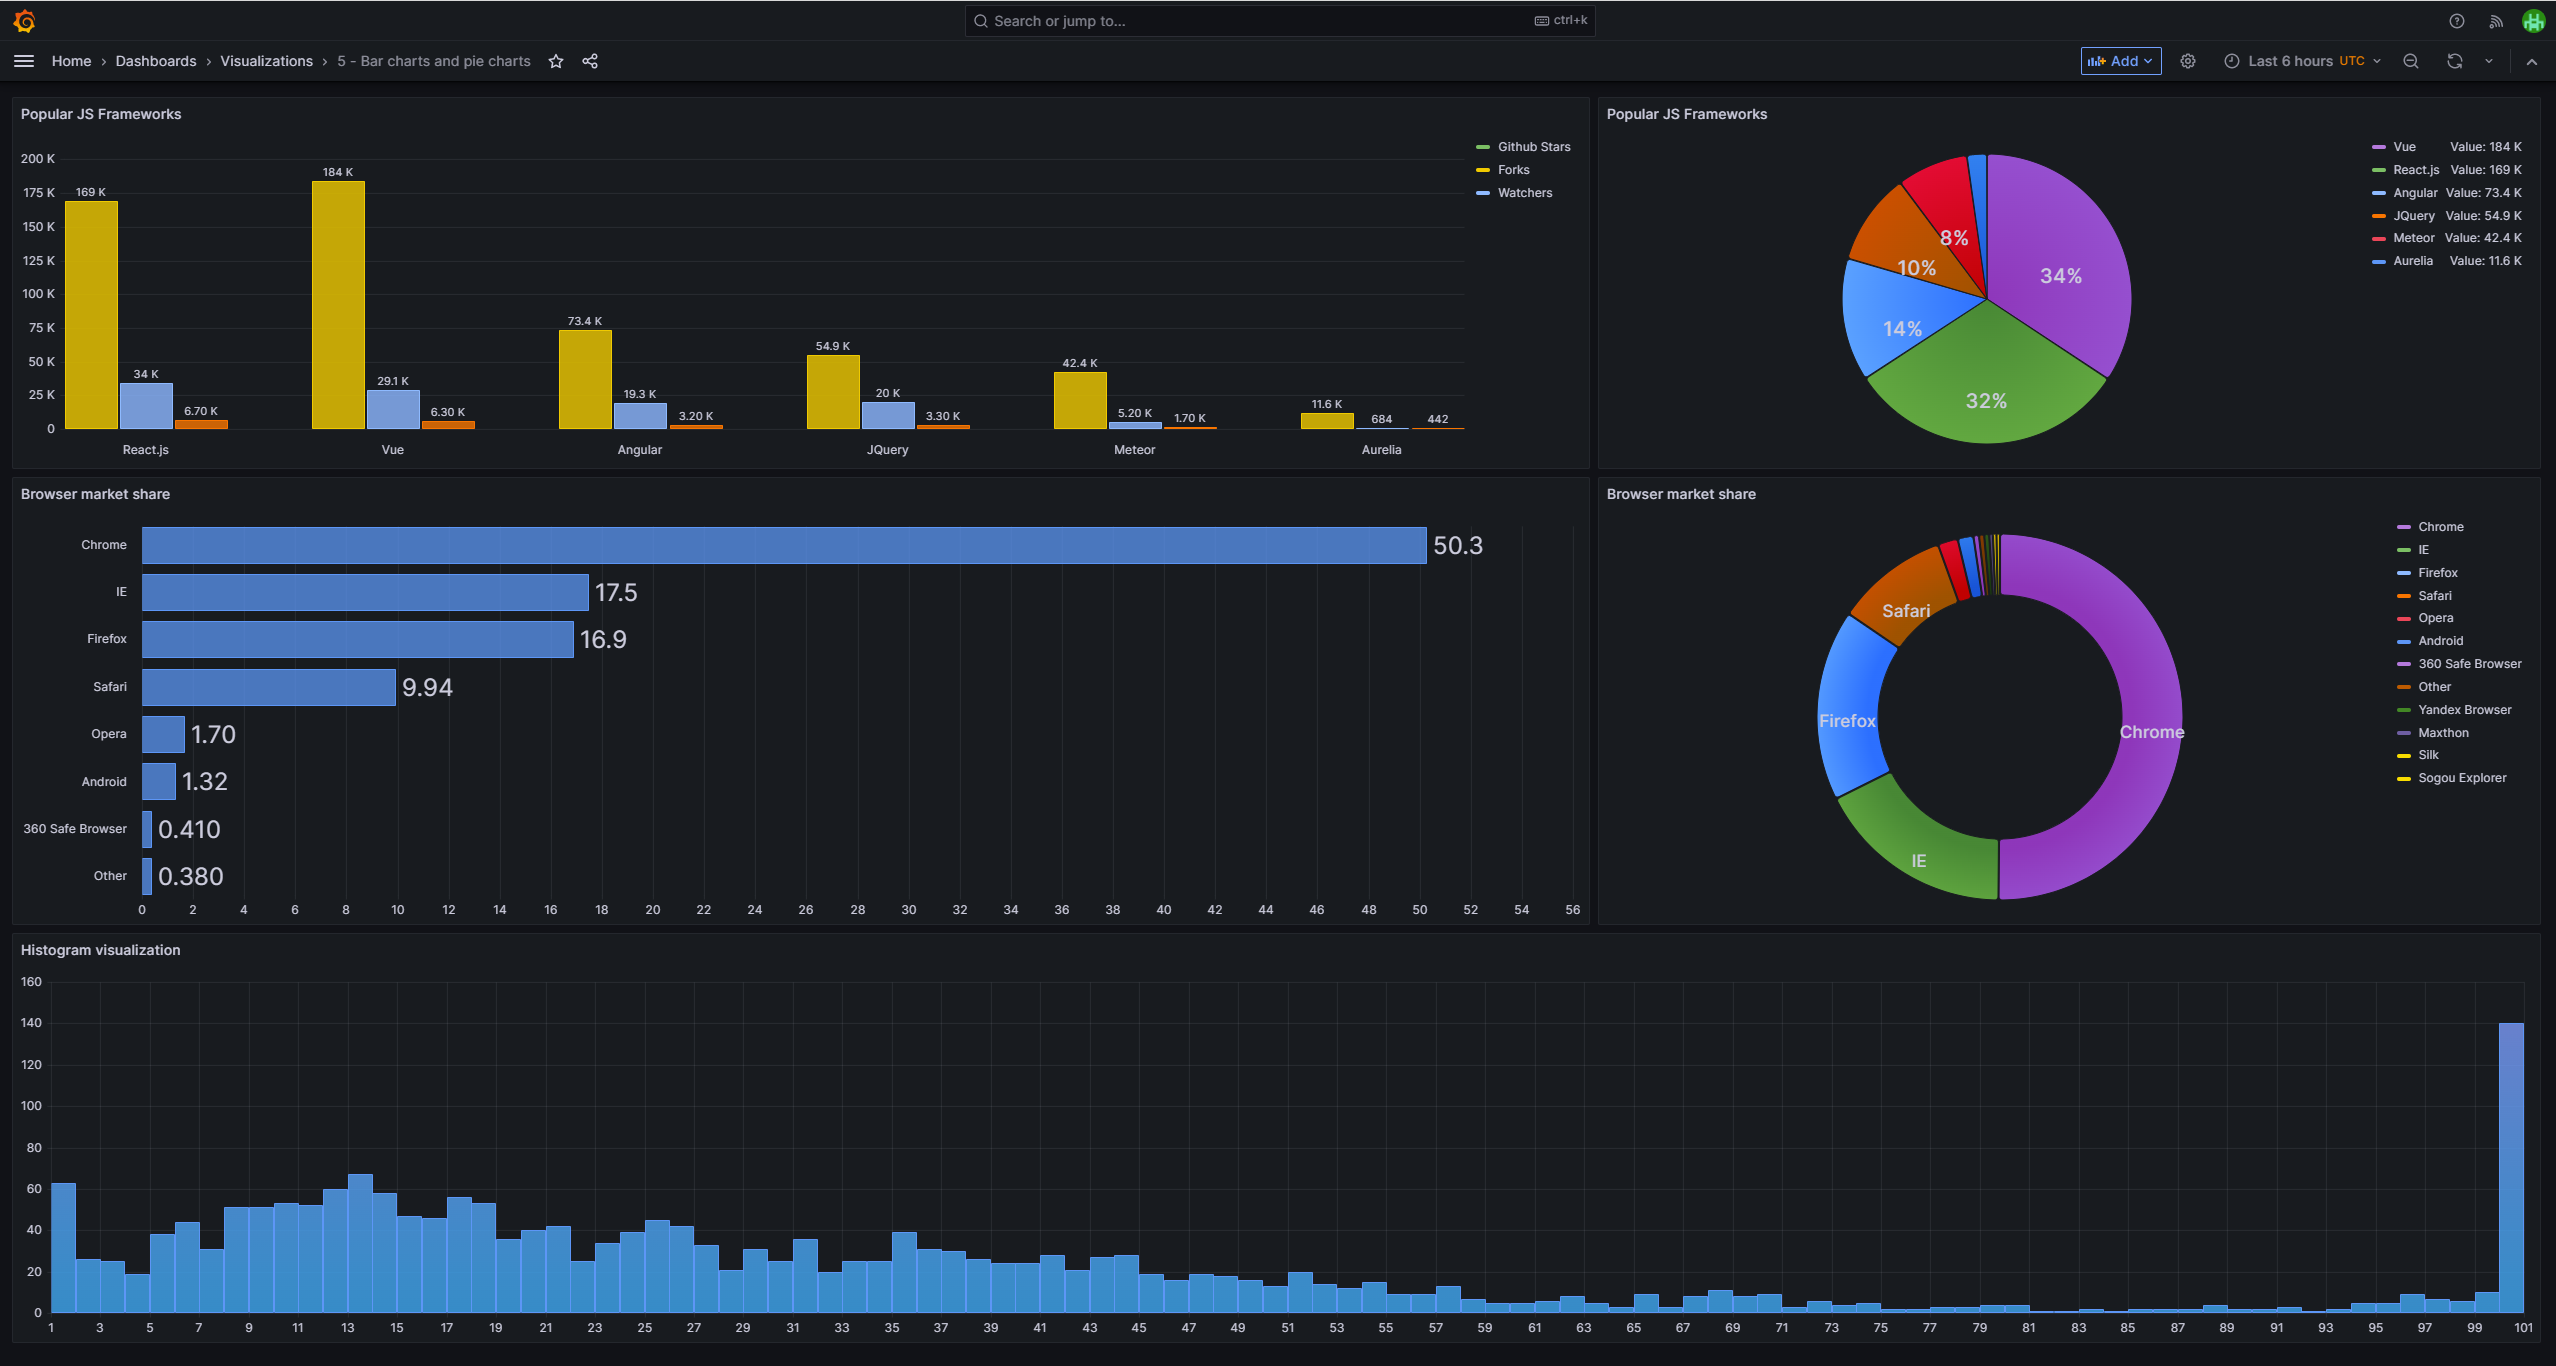 Search or jump to... ctrl+k
Home › Dashboards › Visualizations › 5 - Bar charts and pie charts
Add
Last 6 hours UTC
Popular JS Frameworks
200 K
175 K
150 K
125 K
100 K
75 K
50 K
25 K
0
169 K
34 K
6.70 K
184 K
29.1 K
6.30 K
73.4 K
19.3 K
3.20 K
54.9 K
20 K
3.30 K
42.4 K
5.20 K
1.70 K
11.6 K
684
442
React.js Vue Angular JQuery Meteor Aurelia
Github Stars
Forks
Watchers
Popular JS Frameworks
34%
32%
14%
10%
8%
Vue Value: 184 K
React.js Value: 169 K
Angular Value: 73.4 K
JQuery Value: 54.9 K
Meteor Value: 42.4 K
Aurelia Value: 11.6 K
Browser market share
Chrome 50.3
IE 17.5
Firefox 16.9
Safari 9.94
Opera 1.70
Android 1.32
360 Safe Browser 0.410
Other 0.380
0 2 4 6 8 10 12 14 16 18 20 22 24 26 28 30 32 34 36 38 40 42 44 46 48 50 52 54 56
Browser market share
Safari
Firefox
Chrome
IE
Chrome
IE
Firefox
Safari
Opera
Android
360 Safe Browser
Other
Yandex Browser
Maxthon
Silk
Sogou Explorer
Histogram visualization
160
140
120
100
80
60
40
20
0
1 3 5 7 9 11 13 15 17 19 21 23 25 27 29 31 33 35 37 39 41 43 45 47 49 51 53 55 57 59 61 63 65 67 69 71 73 75 77 79 81 83 85 87 89 91 93 95 97 99 101